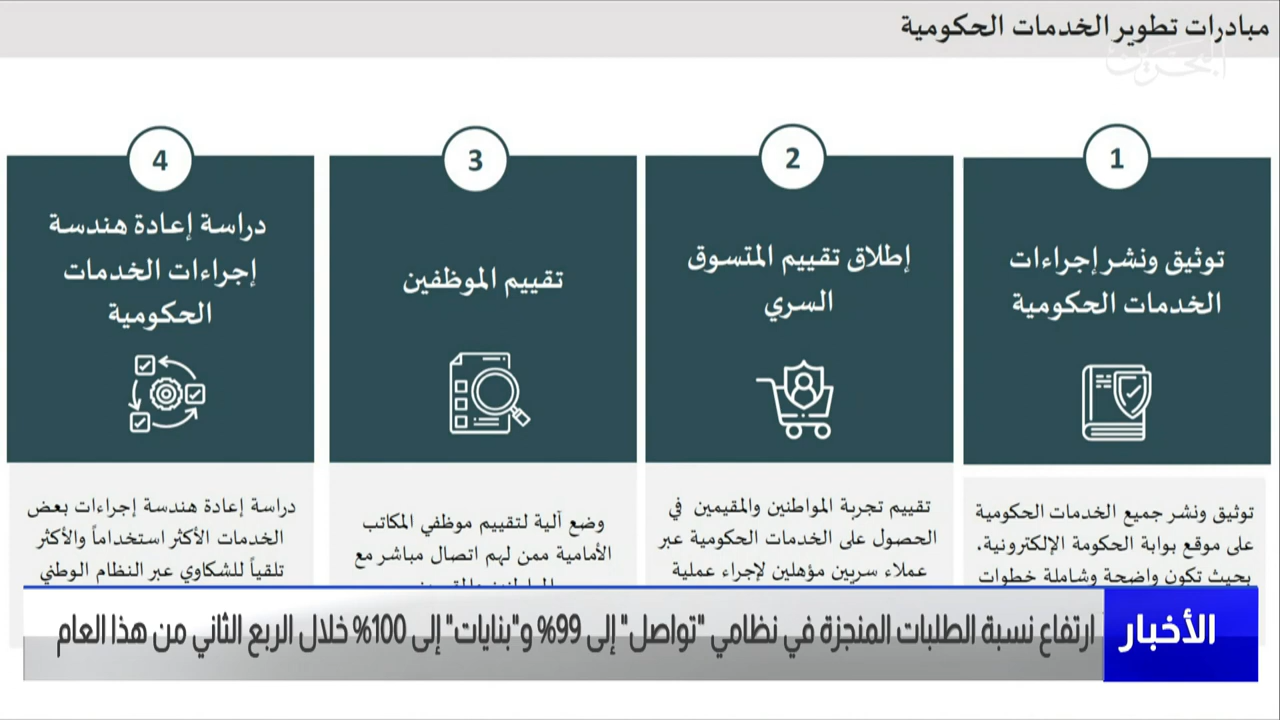 مبادرات تطوير الخدمات الحكومية
البحرين
1
توثيق ونشر إجراءات
الخدمات الحكومية
توثيق ونشر جميع الخدمات الحكومية
على موقع بوابة الحكومة الإلكترونية،
بحيث تكون واضحة وشاملة خطوات
2
إطلاق تقييم المتسوق
السري
تقييم تجربة المواطنين والمقيمين في
الحصول على الخدمات الحكومية عبر
عملاء سريين مؤهلين لإجراء عملية
3
تقييم الموظفين
وضع آلية لتقييم موظفي المكاتب
الأمامية ممن لهم اتصال مباشر مع
4
دراسة إعادة هندسة
إجراءات الخدمات
الحكومية
دراسة إعادة هندسة إجراءات بعض
الخدمات الأكثر استخداماً والأكثر
تلقياً للشكاوي عبر النظام الوطني
الأخبار
ارتفاع نسبة الطلبات المنجزة في نظامي "تواصل" إلى 99% و"بنايات" إلى 100% خلال الربع الثاني من هذا العام